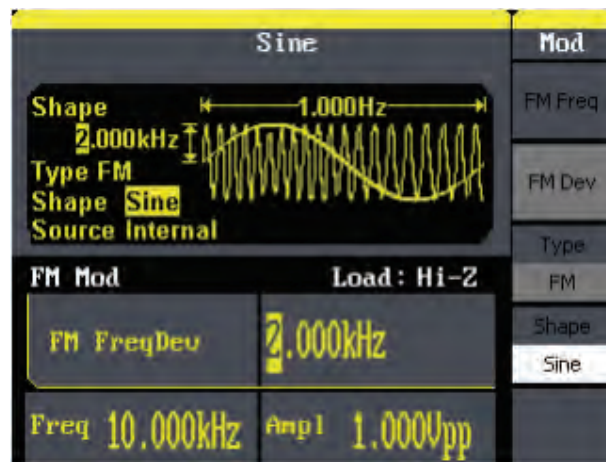 Sine
Mod
Shape
1.000Hz
2.000kHz
Type FM
Shape Sine
Source Internal
FM Mod Load: Hi-Z
FM FreqDev 2.000kHz
Freq 10.000kHz Ampl 1.000Vpp
FM Freq
FM Dev
Type
FM
Shape
Sine